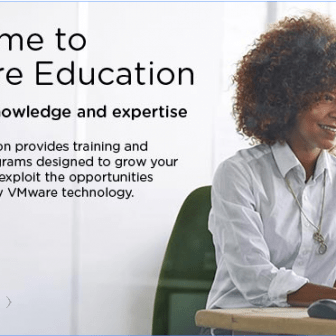 me to
re Education
nowledge and expertise
on provides training and
grams designed to grow your
exploit the opportunities
y VMware technology.